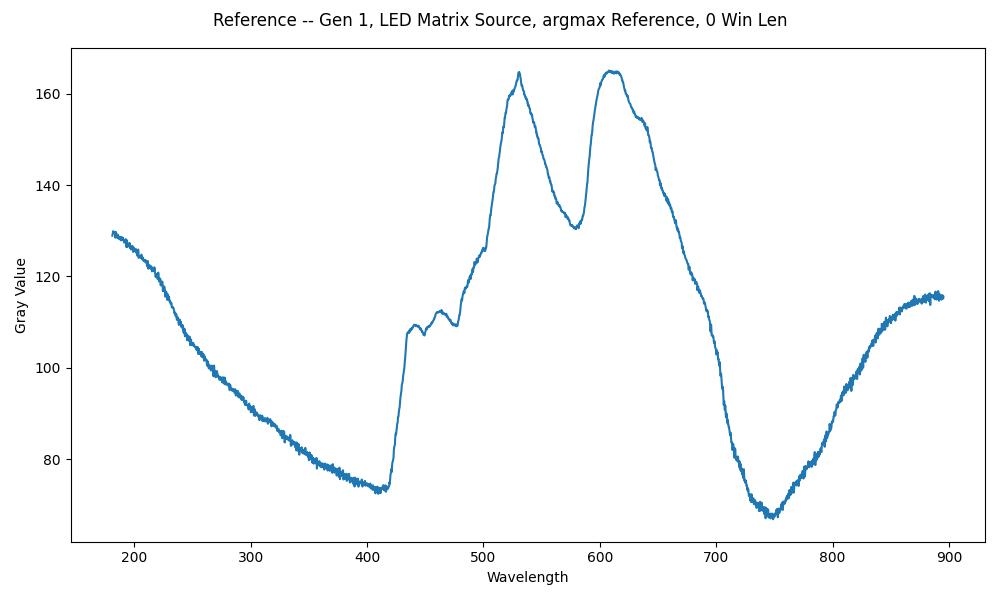 Reference -- Gen 1, LED Matrix Source, argmax Reference, 0 Win Len
160
140
120
100
80
Gray Value
200 300 400 500 600 700 800 900
Wavelength